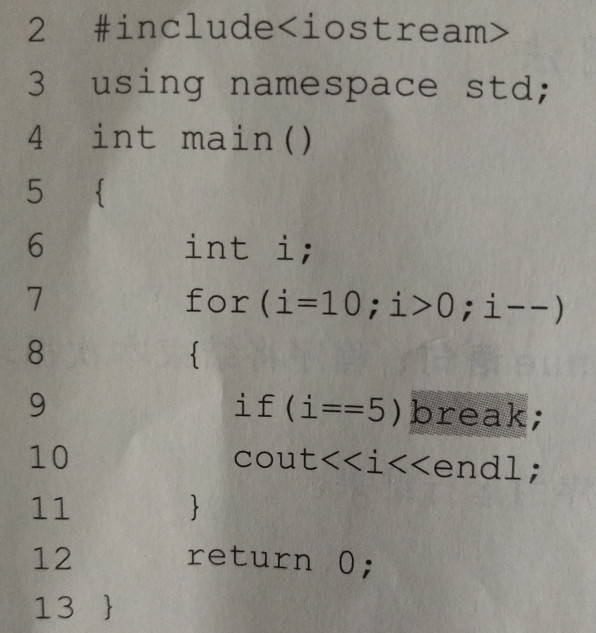 2 #include<iostream>
3 using namespace std;
4 int main()
5 {
6 int i;
7 for(i=10;i>0;i--)
8 {
9 if(i==5)break;
10 cout<<i<<endl;
11 }
12 return 0;
13 }